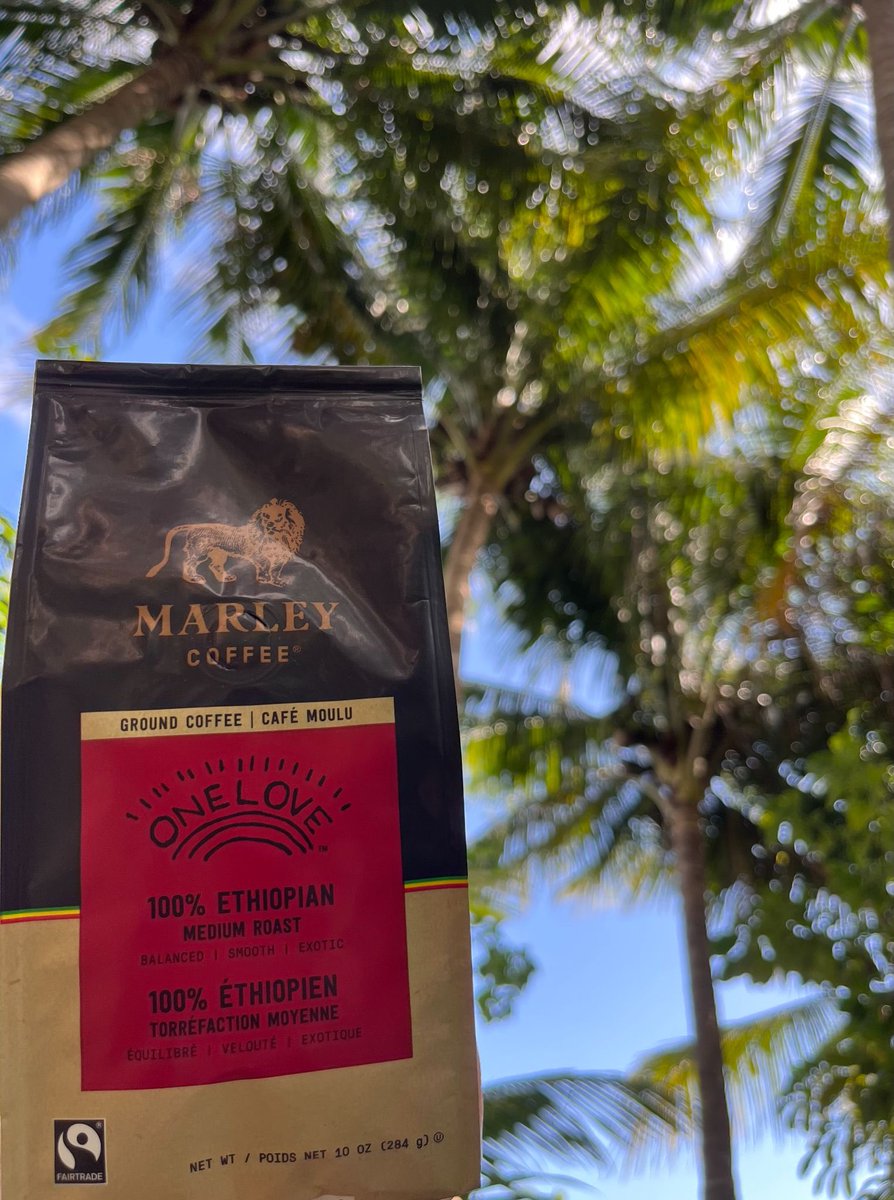 MARLEY
COFFEE®
GROUND COFFEE | CAFÉ MOULU
ONE LOVE™
100% ETHIOPIAN
MEDIUM ROAST
BALANCED | SMOOTH | EXOTIC
100% ÉTHIOPIEN
TORRÉFACTION MOYENNE
ÉQUILIBRÉ | VELOUTÉ | EXOTIQUE
NET WT / POIDS NET 10 OZ (284 g) Ⓤ
FAIRTRADE®